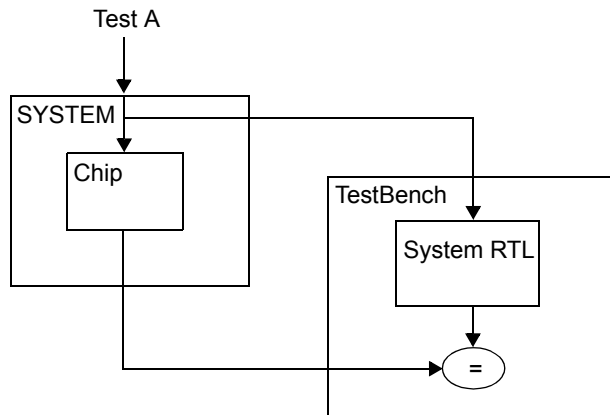 Test A
SYSTEM
Chip
TestBench
System RTL
=